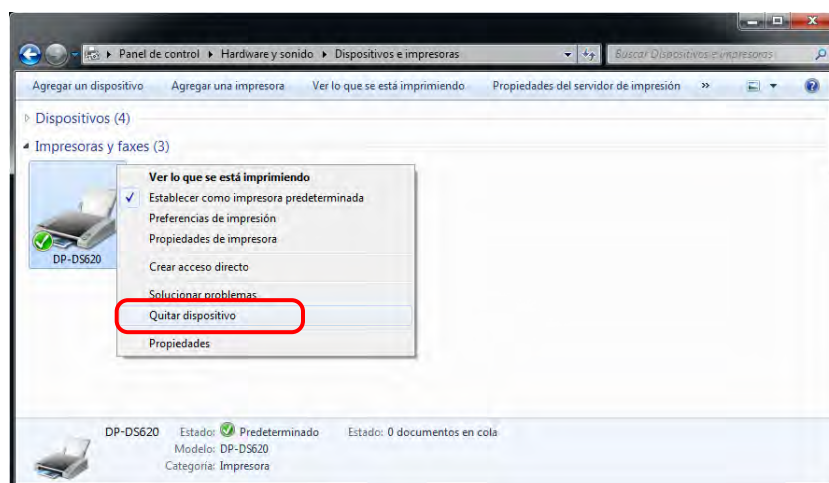 Panel de control ▸ Hardware y sonido ▸ Dispositivos e impresoras
Buscar Dispositivos e impresoras
Agregar un dispositivo Agregar una impresora Ver lo que se está imprimiendo Propiedades del servidor de impresión »
Dispositivos (4)
Impresoras y faxes (3)
DP-DS620
Ver lo que se está imprimiendo
Establecer como impresora predeterminada
Preferencias de impresión
Propiedades de impresora
Crear acceso directo
Solucionar problemas
Quitar dispositivo
Propiedades
DP-DS620 Estado: Predeterminado Estado: 0 documentos en cola
Modelo: DP-DS620
Categoría: Impresora